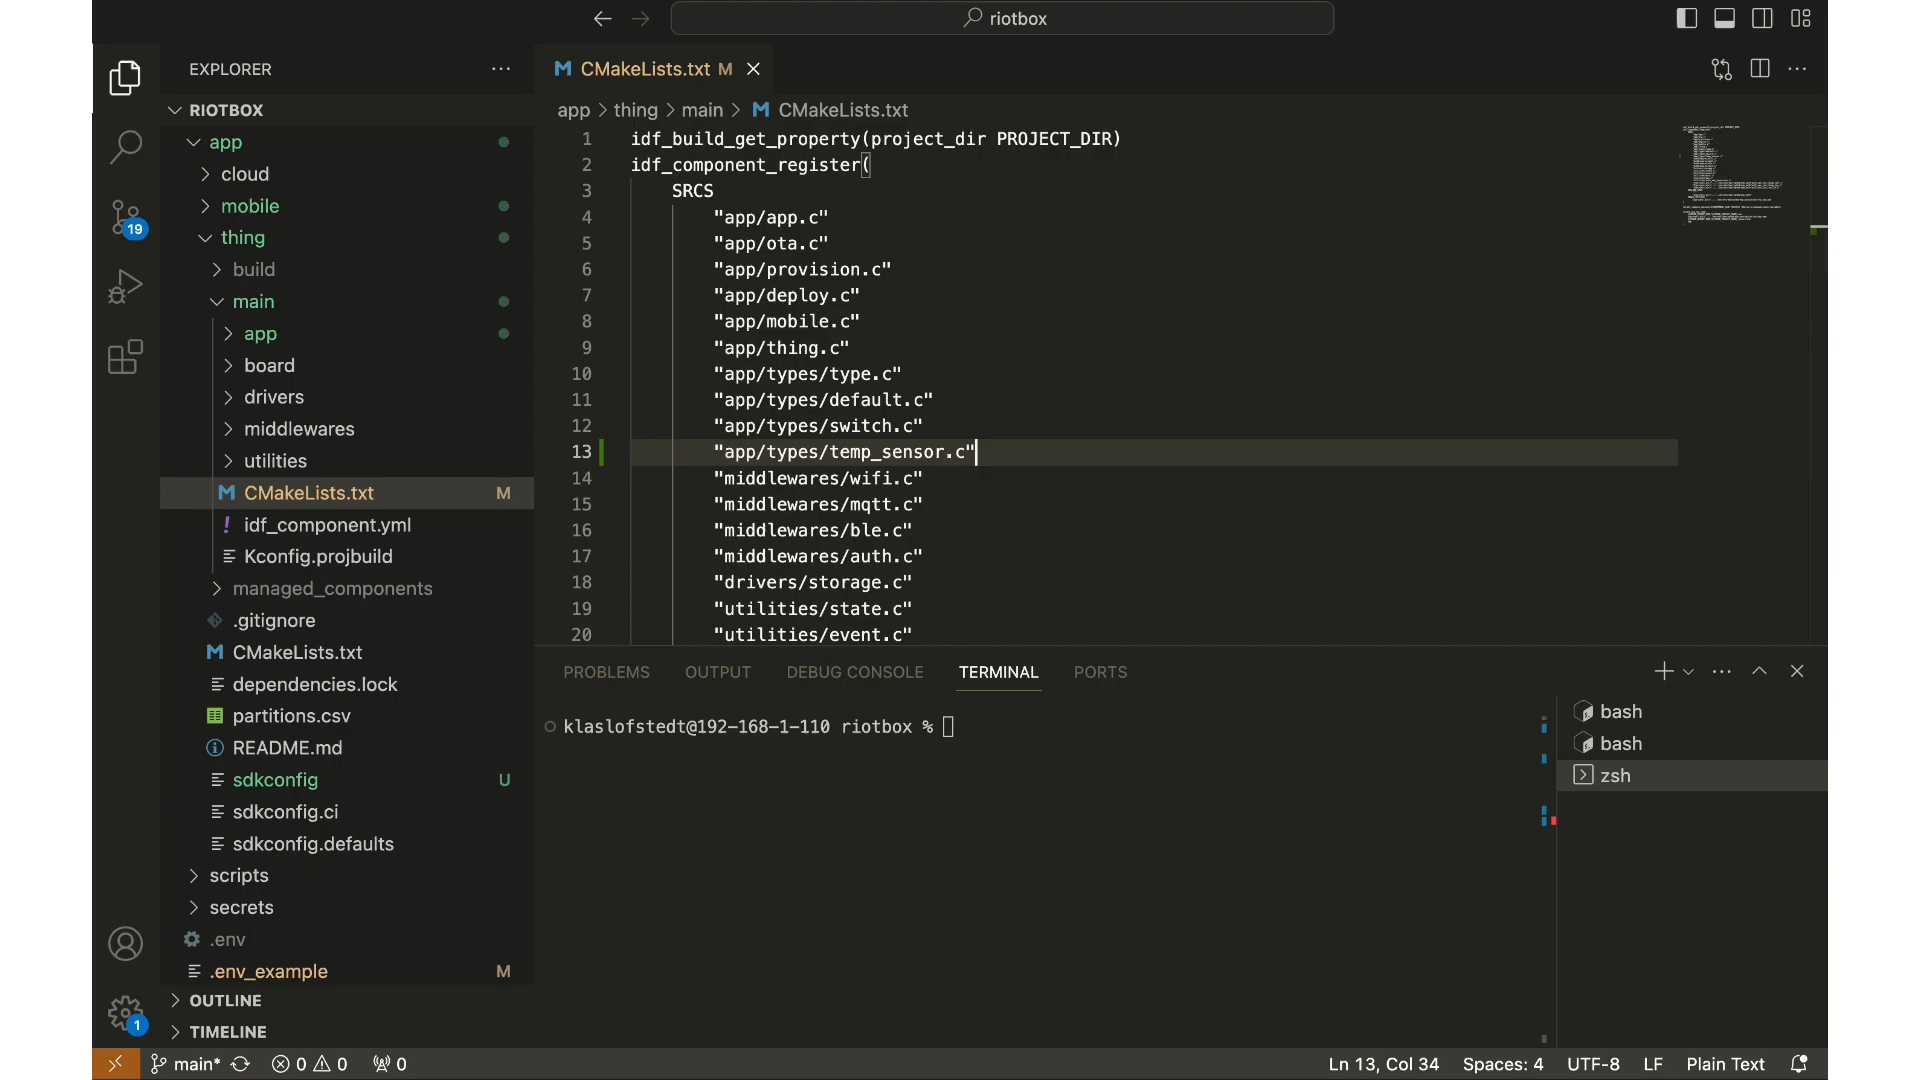 riotbox
EXPLORER
RIOTBOX
app
cloud
mobile
thing
build
main
app
board
drivers
middlewares
utilities
CMakeLists.txt M
idf_component.yml
Kconfig.projbuild
managed_components
.gitignore
CMakeLists.txt
dependencies.lock
partitions.csv
README.md
sdkconfig U
sdkconfig.ci
sdkconfig.defaults
scripts
secrets
.env
.env_example M
OUTLINE
TIMELINE
19
1
CMakeLists.txt M
app > thing > main > CMakeLists.txt
1 idf_build_get_property(project_dir PROJECT_DIR)
2 idf_component_register(
3 SRCS
4 "app/app.c"
5 "app/ota.c"
6 "app/provision.c"
7 "app/deploy.c"
8 "app/mobile.c"
9 "app/thing.c"
10 "app/types/type.c"
11 "app/types/default.c"
12 "app/types/switch.c"
13 "app/types/temp_sensor.c"
14 "middlewares/wifi.c"
15 "middlewares/mqtt.c"
16 "middlewares/ble.c"
17 "middlewares/auth.c"
18 "drivers/storage.c"
19 "utilities/state.c"
20 "utilities/event.c"
PROBLEMS OUTPUT DEBUG CONSOLE TERMINAL PORTS
klaslofstedt@192-168-1-110 riotbox %
bash
bash
zsh
main* 0 0 0 Ln 13, Col 34 Spaces: 4 UTF-8 LF Plain Text